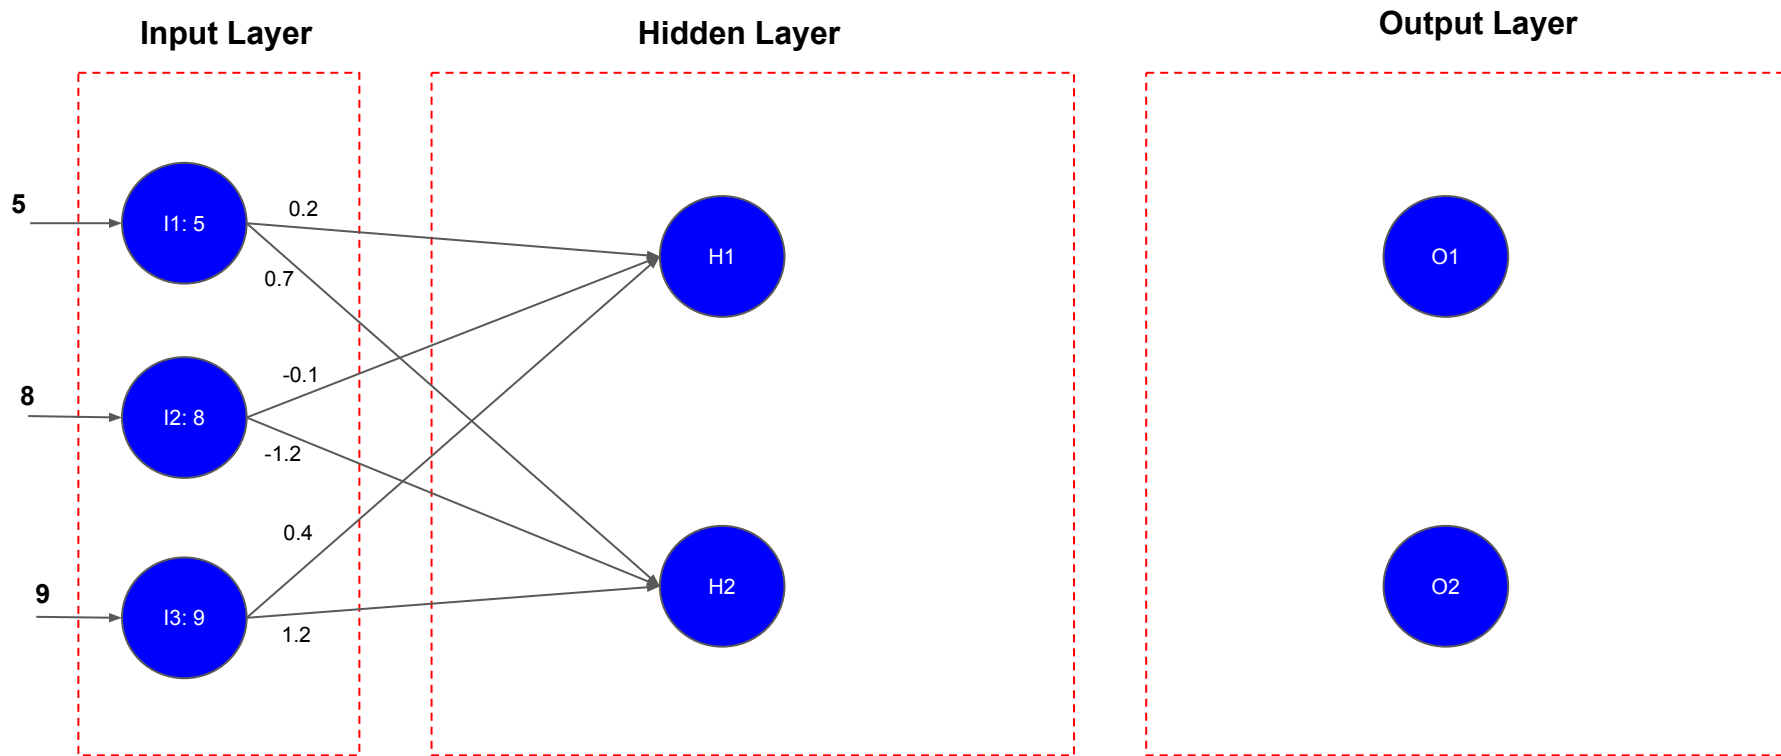 Input Layer
Hidden Layer
Output Layer
5
I1: 5
0.2
0.7
H1
O1
8
I2: 8
-0.1
-1.2
9
I3: 9
0.4
1.2
H2
O2